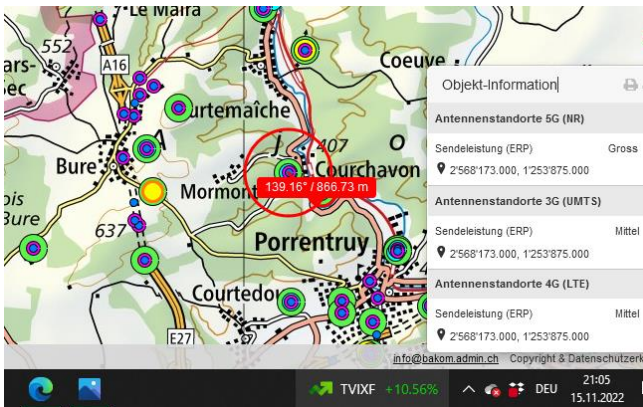 Le Maira
552
A16
Coeuve
Courtemaîche
A
J
407
O
Bure
Courchavon
139.16° / 866.73 m
Mormont
Bure
637
Porrentruy
Courtedoux
E27
Objekt-Information
Antennenstandorte 5G (NR)
Sendeleistung (ERP) Gross
2'568'173.000, 1'253'875.000
Antennenstandorte 3G (UMTS)
Sendeleistung (ERP) Mittel
2'568'173.000, 1'253'875.000
Antennenstandorte 4G (LTE)
Sendeleistung (ERP) Mittel
2'568'173.000, 1'253'875.000
info@bakom.admin.ch Copyright & Datenschutzerk
TVIXF +10.56%
DEU
21:05
15.11.2022